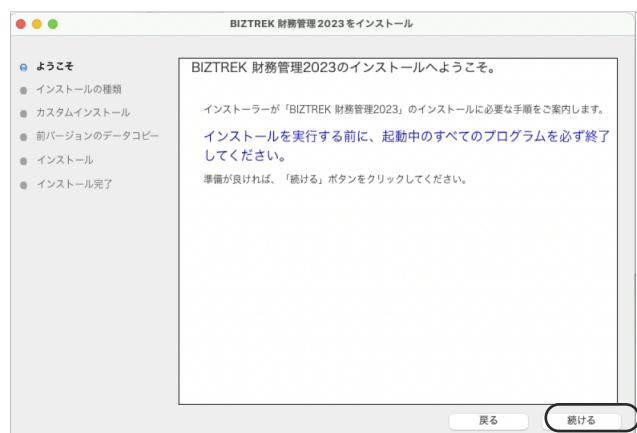 BIZTREK 財務管理2023をインストール
ようこそ
インストールの種類
カスタムインストール
前バージョンのデータコピー
インストール
インストール完了
BIZTREK 財務管理2023のインストールへようこそ。
インストーラーが「BIZTREK 財務管理2023」のインストールに必要な手順をご案内します。
インストールを実行する前に、起動中のすべてのプログラムを必ず終了
してください。
準備が良ければ、「続ける」ボタンをクリックしてください。
戻る
続ける